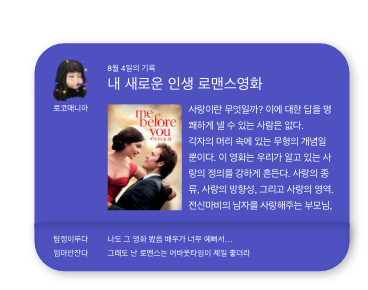 8월 4일의 기록
내 새로운 인생 로맨스영화
로코매니아
me
before
you
미 비포 유
사랑이란 무엇일까? 이에 대한 답을 명
쾌하게 낼 수 있는 사람은 없다.
각자의 머리 속에 있는 무형의 개념일
뿐이다. 이 영화는 우리가 알고 있는 사
랑의 정의를 강하게 흔든다. 사랑의 종
류, 사랑의 방향성, 그리고 사랑의 영역.
전신마비의 남자를 사랑해주는 부모님,
탐정이루다 나도 그 영화 봤음 배우가 너무 예뻐서...
임마안잔다 그래도 난 로맨스는 어바웃타임이 제일 좋더라